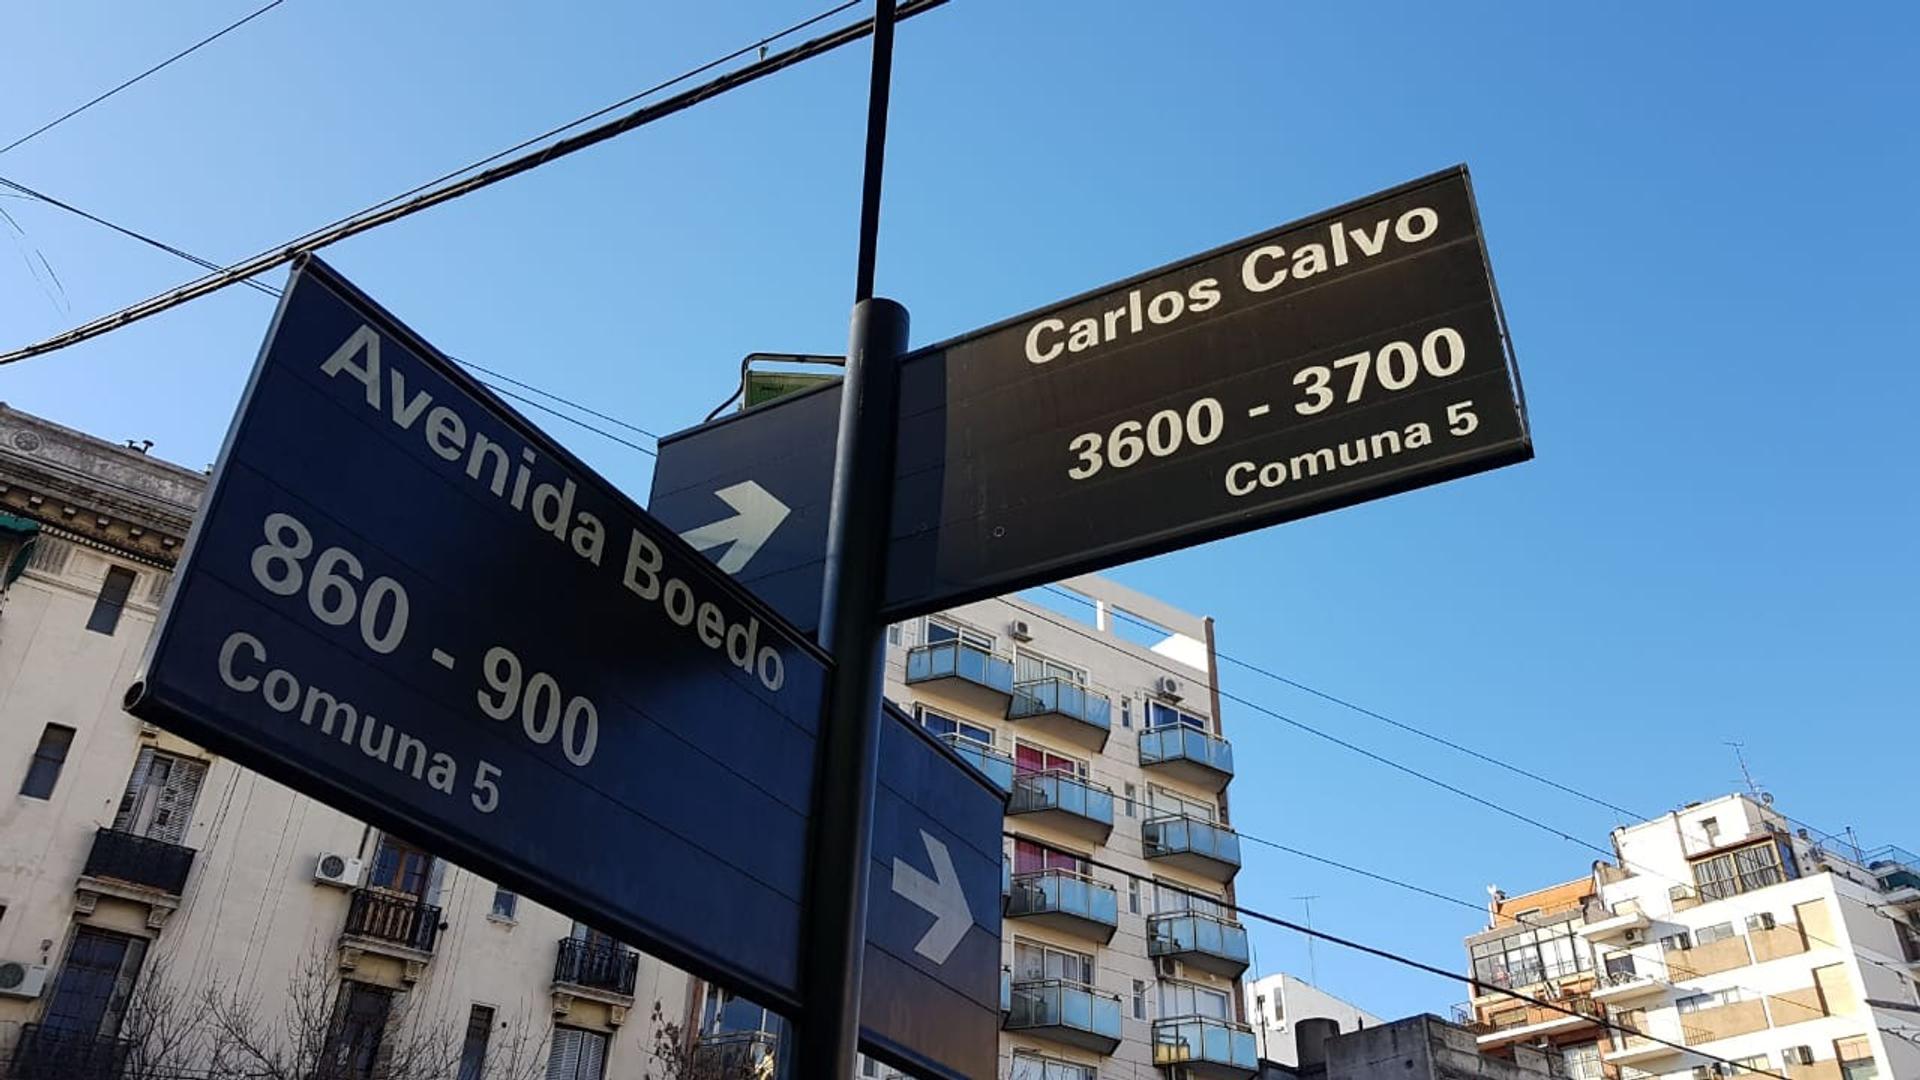 Avenida Boedo
860 - 900
Comuna 5
Carlos Calvo
3600 - 3700
Comuna 5